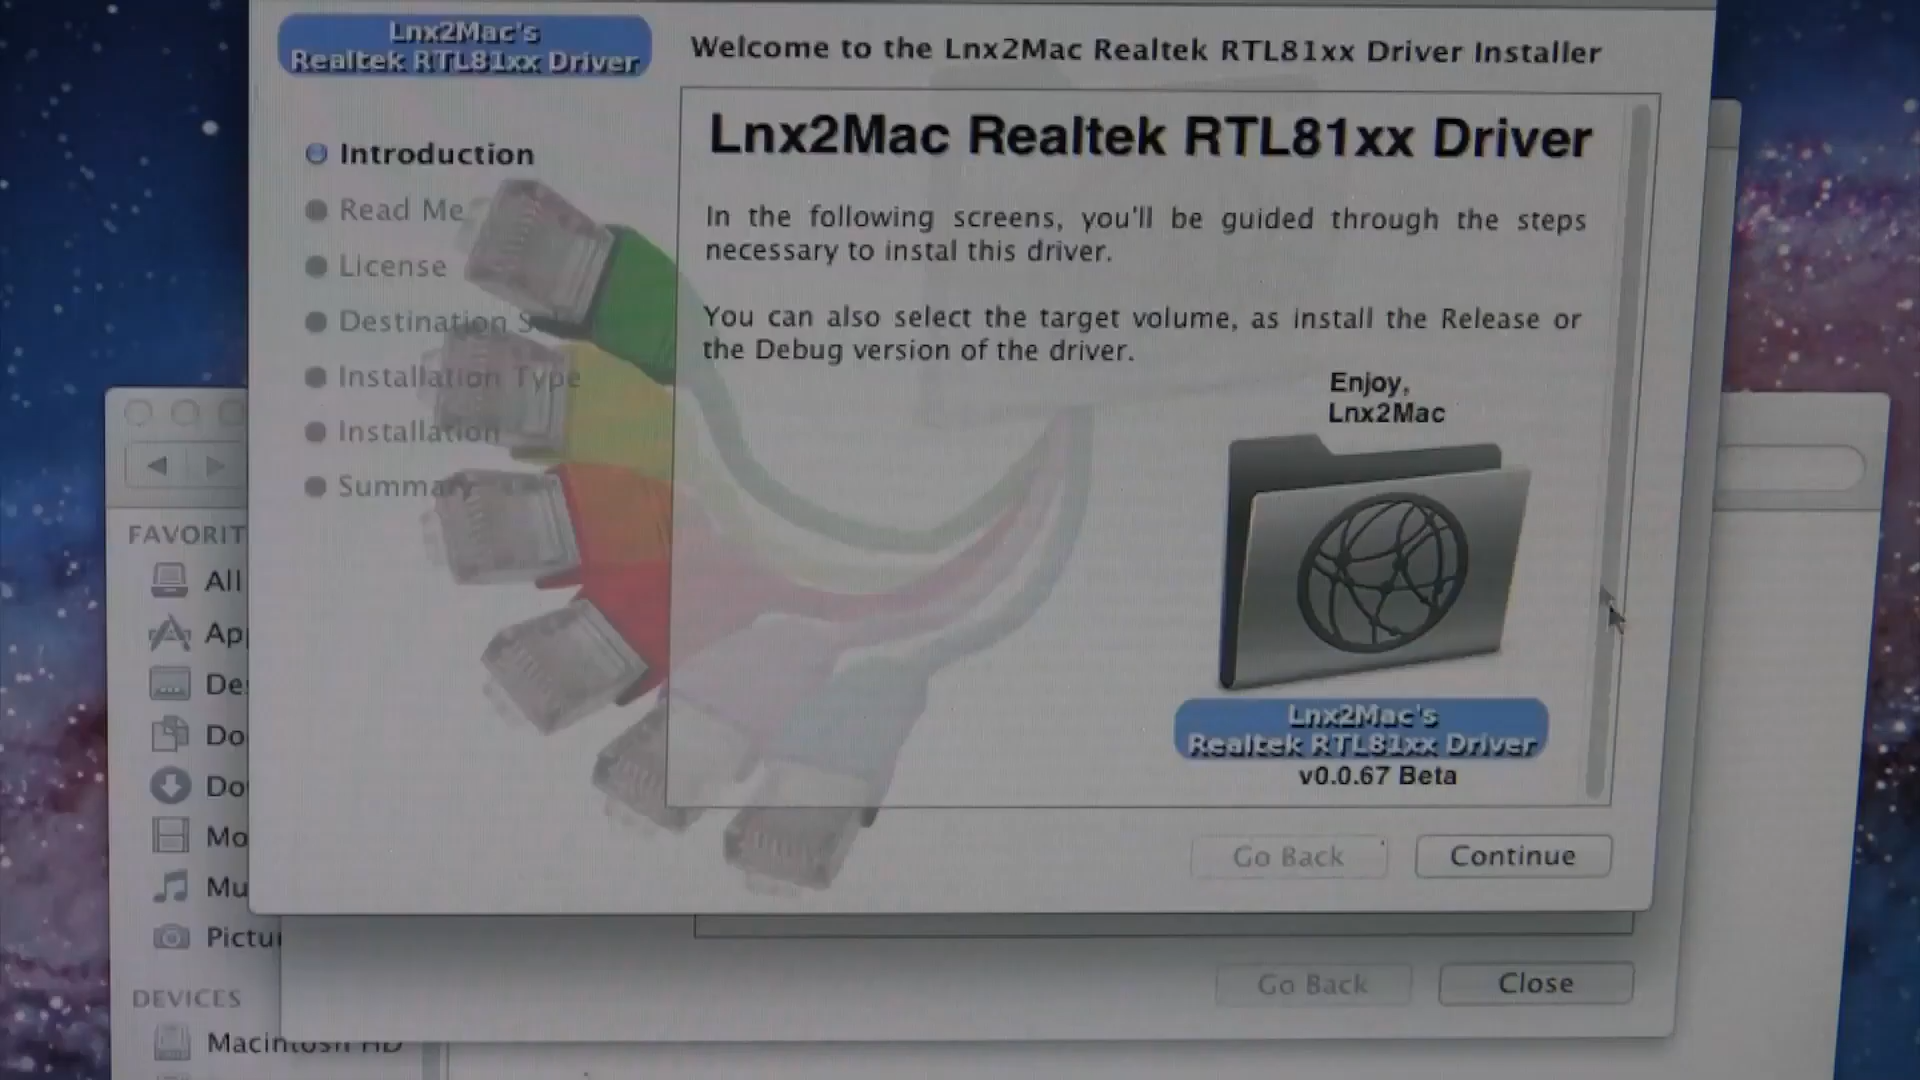 Lnx2Mac's
Realtek RTL81xx Driver
Welcome to the Lnx2Mac Realtek RTL81xx Driver Installer
Introduction
Read Me
License
Destination S
Installation Type
Installation
Summary
Lnx2Mac Realtek RTL81xx Driver
In the following screens, you'll be guided through the steps
necessary to instal this driver.
You can also select the target volume, as install the Release or
the Debug version of the driver.
Enjoy,
Lnx2Mac
Lnx2Mac's
Realtek RTL81xx Driver
v0.0.67 Beta
Go Back
Continue
Go Back
Close
FAVORIT
All
Ap
De
Do
Do
Mo
Mu
Pictu
DEVICES
Macintosh HD